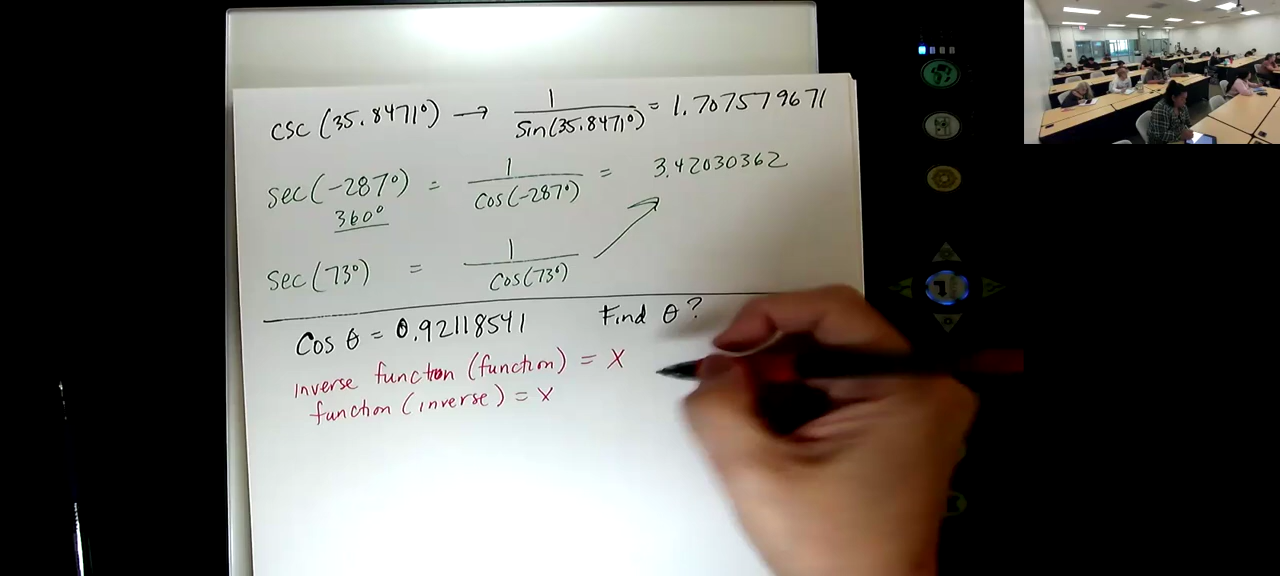 csc (35.8471°) → 1/sin(35.8471°) = 1.707579671
sec (-287°) = 1/cos(-287°) = 3.42030362
360°
sec (73°) = 1/cos(73°)
Cos θ = 0.92118541 Find θ?
Inverse function (function) = X
function (inverse) = X